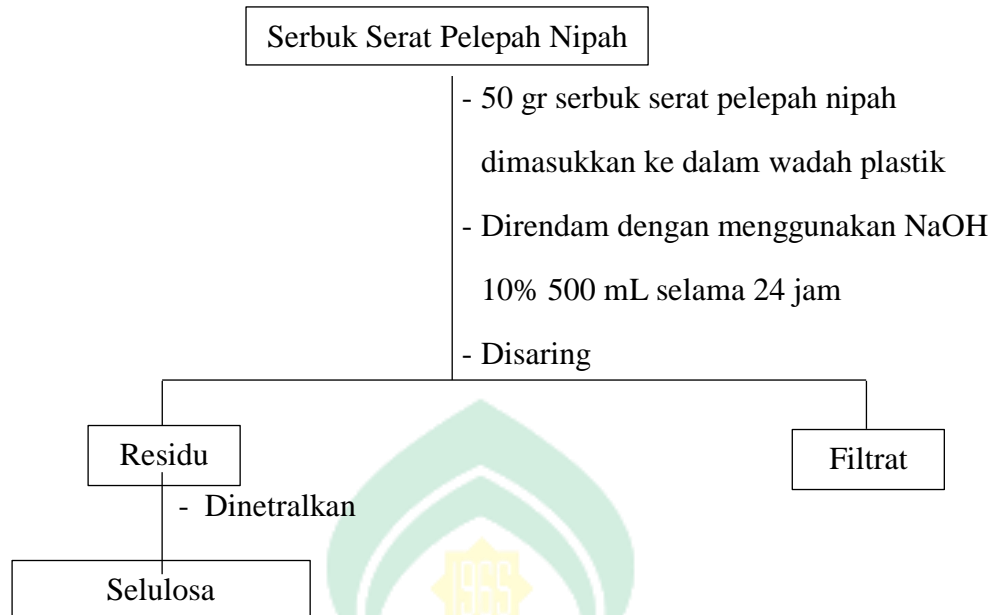 Serbuk Serat Pelepah Nipah
- 50 gr serbuk serat pelepah nipah
dimasukkan ke dalam wadah plastik
- Direndam dengan menggunakan NaOH
10% 500 mL selama 24 jam
- Disaring
Residu
Filtrat
- Dinetralkan
Selulosa
1965